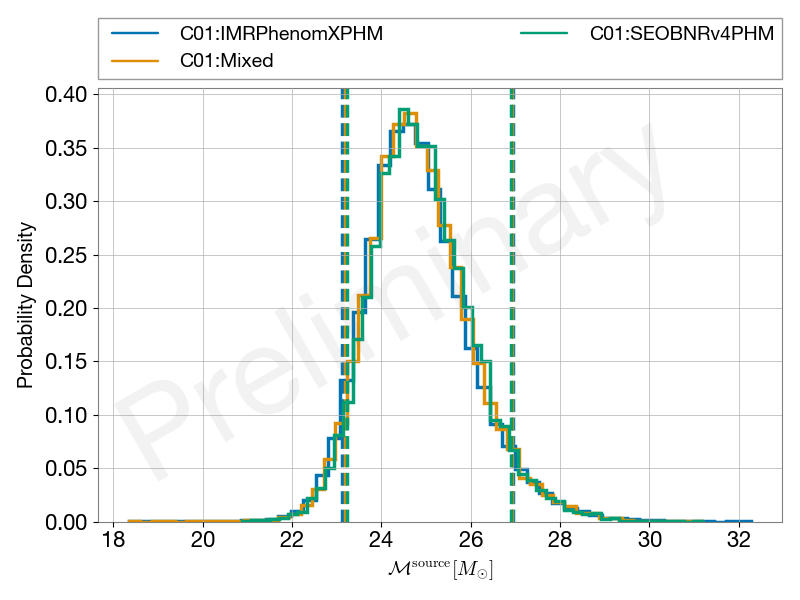 C01:IMRPhenomXPHM C01:SEOBNRv4PHM
C01:Mixed
0.40
0.35
0.30
0.25
0.20
0.15
0.10
0.05
0.00
Probability Density
Preliminary
18 20 22 24 26 28 30 32
ℳ^source [M_⊙]